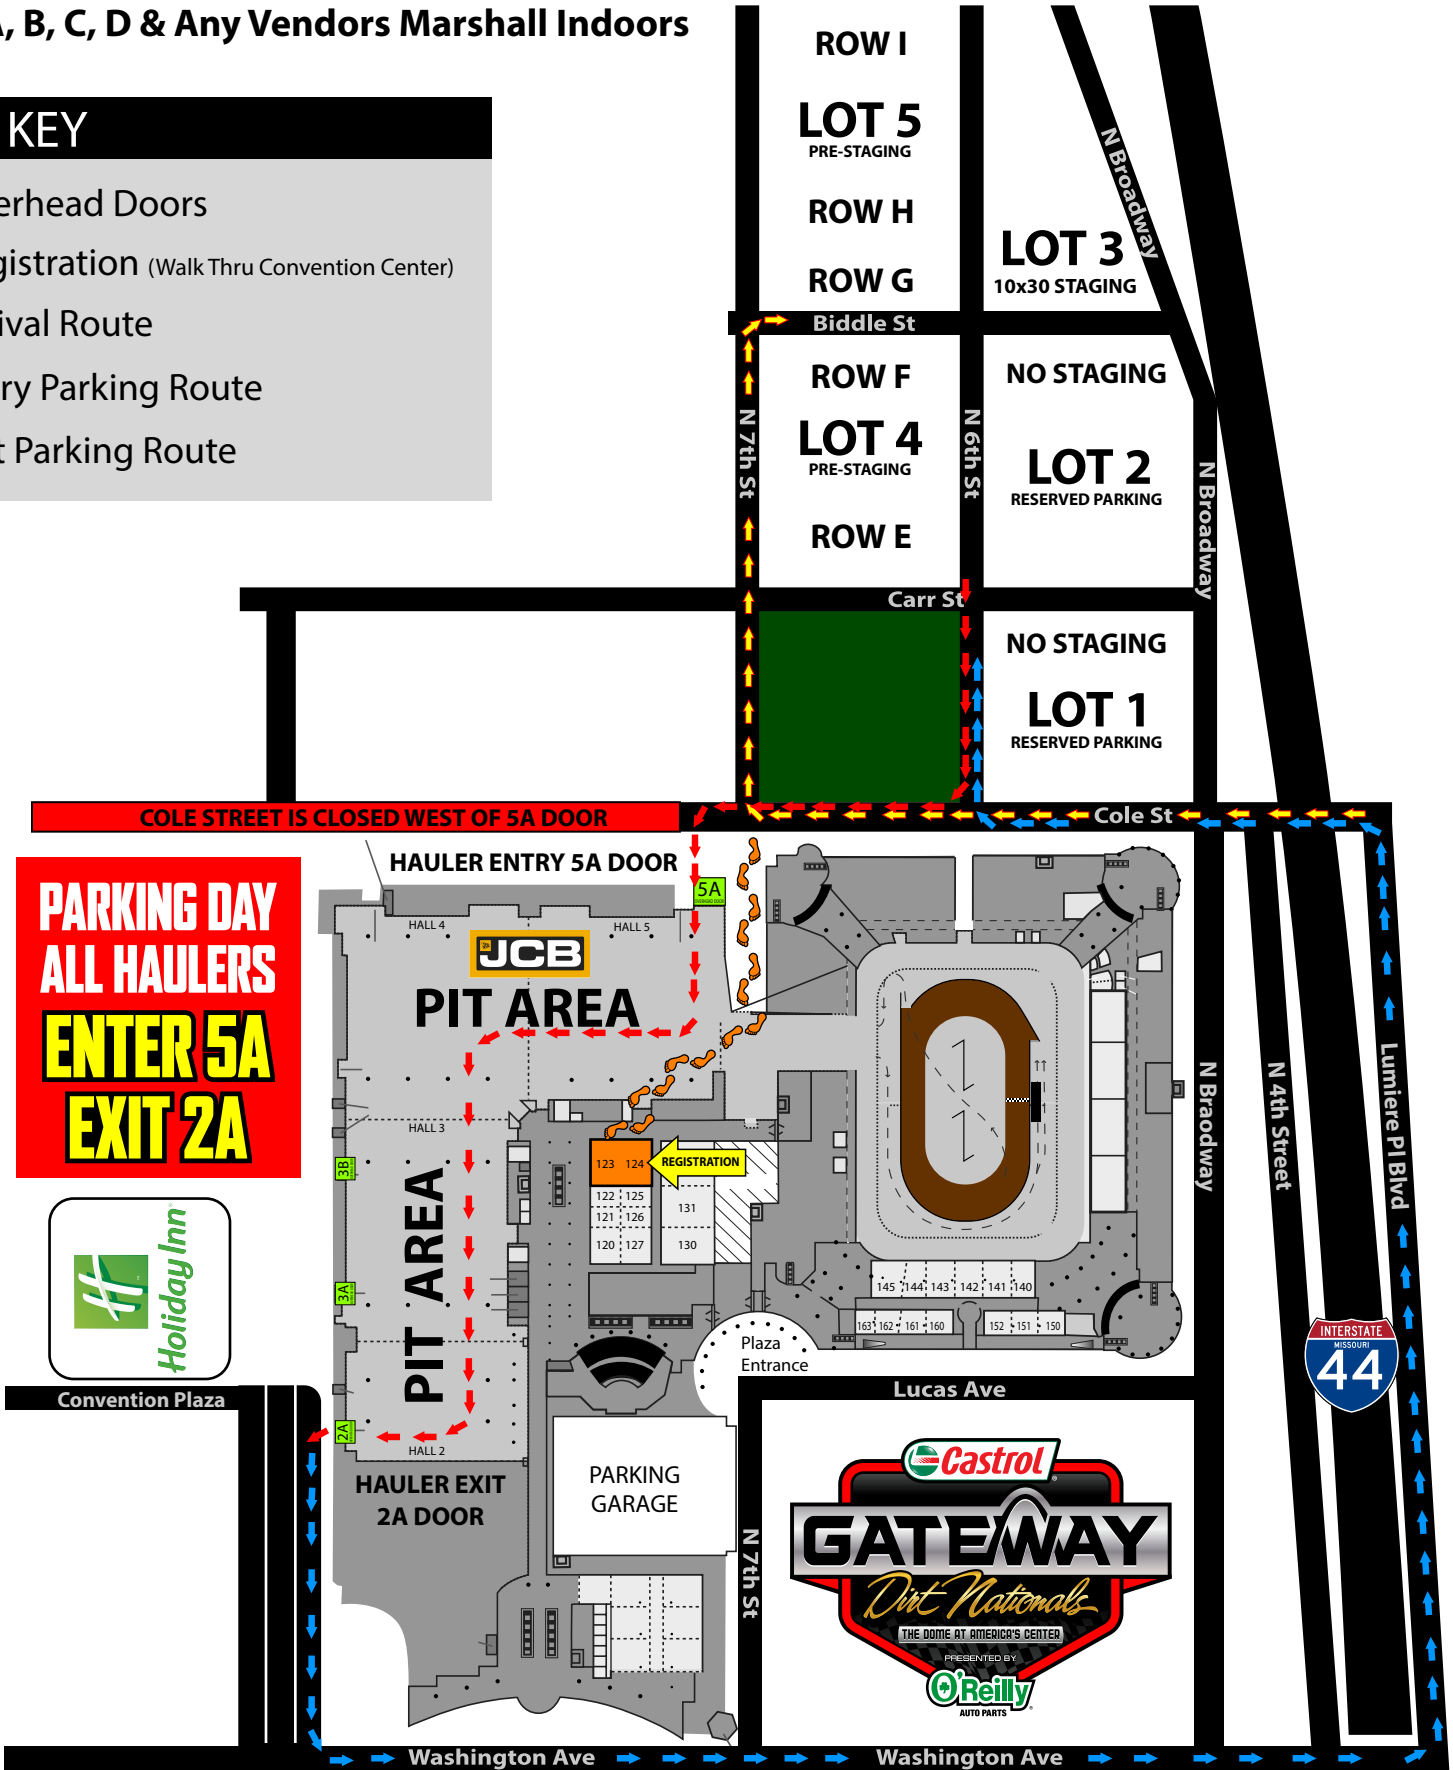 A, B, C, D & Any Vendors Marshall Indoors
KEY
erhead Doors
gistration (Walk Thru Convention Center)
ival Route
ry Parking Route
t Parking Route
ROW I
LOT 5
PRE-STAGING
ROW H
ROW G
LOT 3
10x30 STAGING
N Broadway
Biddle St
ROW F
LOT 4
PRE-STAGING
ROW E
NO STAGING
LOT 2
RESERVED PARKING
N 7th St
N 6th St
N Broadway
Carr St
NO STAGING
LOT 1
RESERVED PARKING
COLE STREET IS CLOSED WEST OF 5A DOOR
Cole St
HAULER ENTRY 5A DOOR
5A
PARKING DAY
ALL HAULERS
ENTER 5A
EXIT 2A
HALL 4
HALL 5
JCB
PIT AREA
HALL 3
3B
PIT AREA
3A
123 124
REGISTRATION
122 125
121 126
120 127
131
130
Holiday Inn
Convention Plaza
2A
HALL 2
HAULER EXIT
2A DOOR
PARKING
GARAGE
Plaza
Entrance
145 144 143 142 141 140
163 162 161 160
152 151 150
Lucas Ave
N Braodway
N 4th Street
Lumiere Pl Blvd
INTERSTATE
MISSOURI
44
N 7th St
Castrol
GATEWAY
Dirt Nationals
THE DOME AT AMERICA'S CENTER
PRESENTED BY
O'Reilly
AUTO PARTS
Washington Ave
Washington Ave